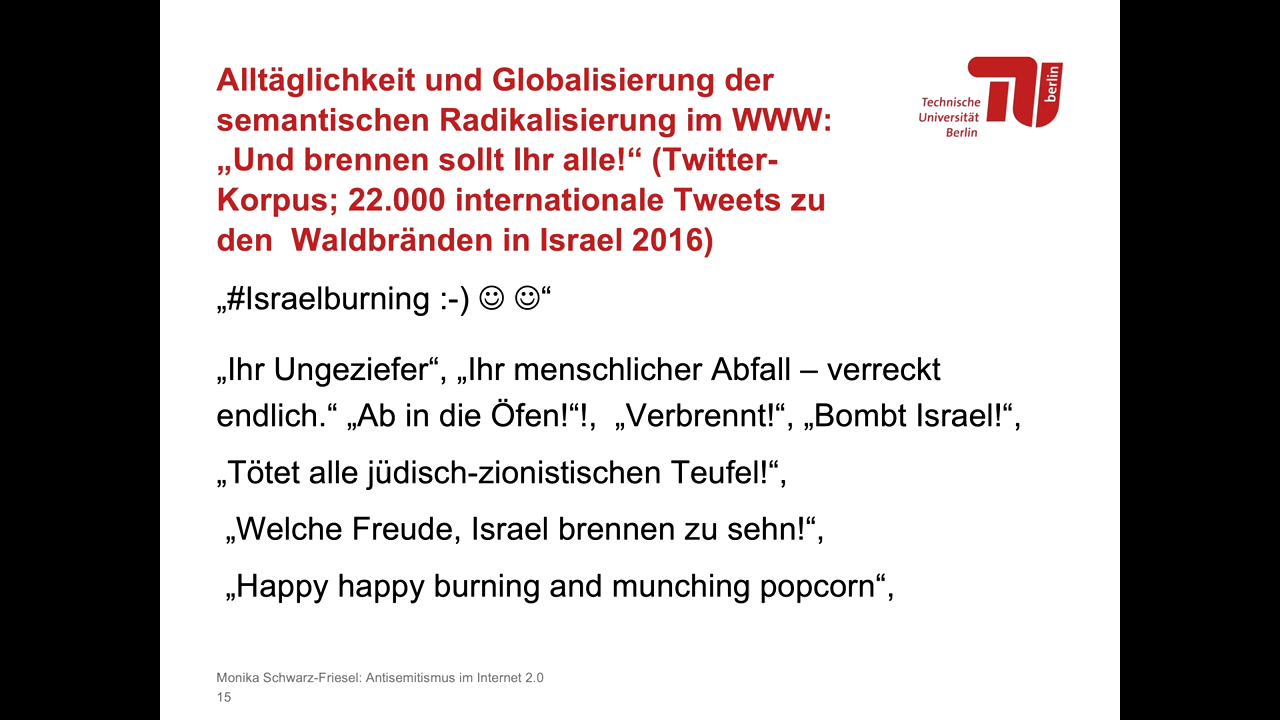 Alltäglichkeit und Globalisierung der
semantischen Radikalisierung im WWW:
„Und brennen sollt Ihr alle!“ (Twitter-
Korpus; 22.000 internationale Tweets zu
den  Waldbränden in Israel 2016)
Technische
Universität
Berlin
berlin
„#Israelburning :-) ☺ ☺“
„Ihr Ungeziefer“, „Ihr menschlicher Abfall – verreckt
endlich.“ „Ab in die Öfen!“!,  „Verbrennt!“, „Bombt Israel!“,
„Tötet alle jüdisch-zionistischen Teufel!“,
„Welche Freude, Israel brennen zu sehn!“,
„Happy happy burning and munching popcorn“,
Monika Schwarz-Friesel: Antisemitismus im Internet 2.0
15